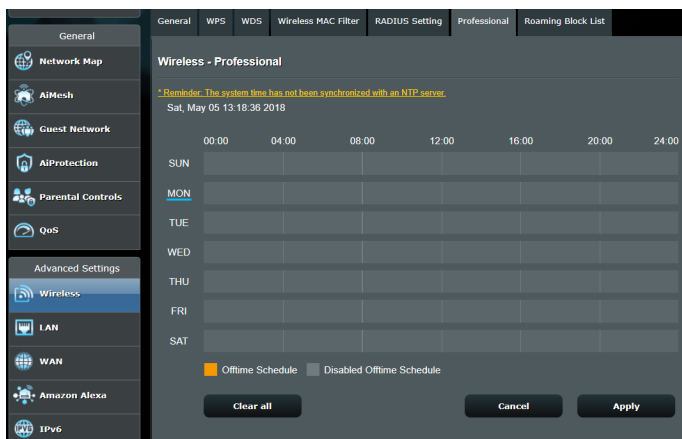 General WPS WDS Wireless MAC Filter RADIUS Setting Professional Roaming Block List
General
Network Map
AiMesh
Guest Network
AiProtection
Parental Controls
QoS
Advanced Settings
Wireless
LAN
WAN
Amazon Alexa
IPv6
Wireless - Professional
* Reminder: The system time has not been synchronized with an NTP server.
Sat, May 05 13:18:36 2018
00:00 04:00 08:00 12:00 16:00 20:00 24:00
SUN
MON
TUE
WED
THU
FRI
SAT
Offtime Schedule Disabled Offtime Schedule
Clear all Cancel Apply